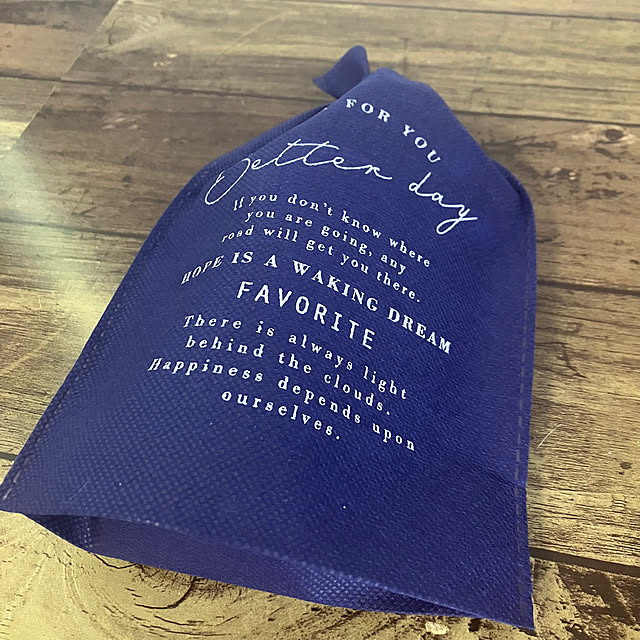 FOR YOU
Better day
If you don't know where
you are going, any
road will get you there.
HOPE IS A WAKING DREAM
FAVORITE
There is always light
behind the clouds.
Happiness depends upon
ourselves.